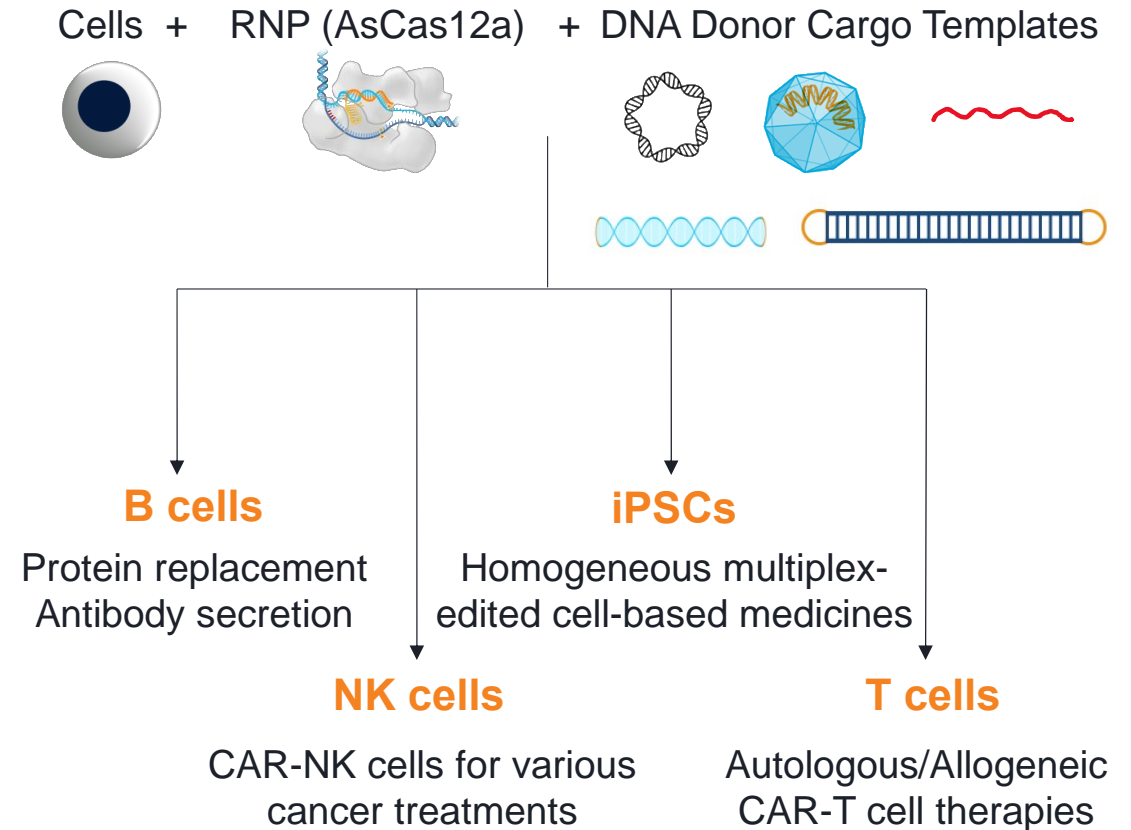 Cells + RNP (AsCas12a) + DNA Donor Cargo Templates
B cells
Protein replacement
Antibody secretion
iPSCs
Homogeneous multiplex-
edited cell-based medicines
NK cells
CAR-NK cells for various
cancer treatments
T cells
Autologous/Allogeneic
CAR-T cell therapies